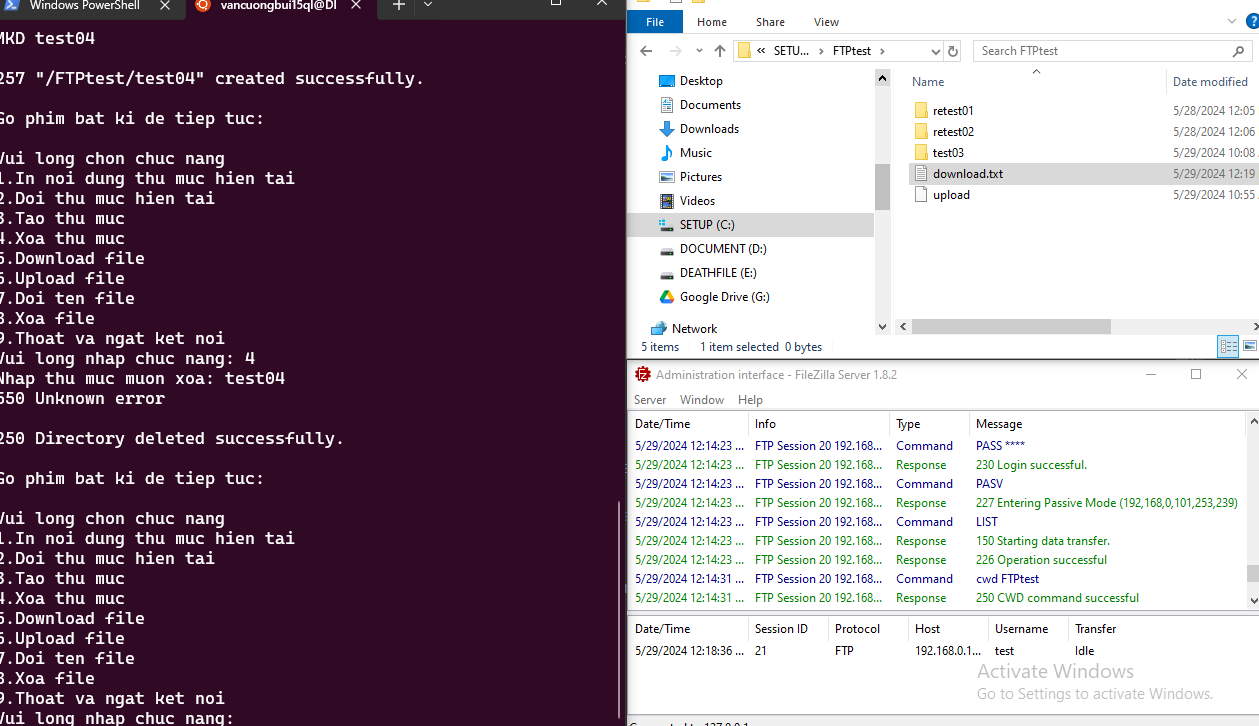 Windows PowerShell
vancuongbui15ql@DI
MKD test04
257 "/FTPtest/test04" created successfully.
Go phim bat ki de tiep tuc:
Vui long chon chuc nang
1.In noi dung thu muc hien tai
2.Doi thu muc hien tai
3.Tao thu muc
4.Xoa thu muc
5.Download file
6.Upload file
7.Doi ten file
8.Xoa file
9.Thoat va ngat ket noi
Vui long nhap chuc nang: 4
Nhap thu muc muon xoa: test04
550 Unknown error
250 Directory deleted successfully.
Go phim bat ki de tiep tuc:
Vui long chon chuc nang
1.In noi dung thu muc hien tai
2.Doi thu muc hien tai
3.Tao thu muc
4.Xoa thu muc
5.Download file
6.Upload file
7.Doi ten file
8.Xoa file
9.Thoat va ngat ket noi
Vui long nhap chuc nang:
File Home Share View
« SETU... › FTPtest ›
Search FTPtest
Desktop
Documents
Downloads
Music
Pictures
Videos
SETUP (C:)
DOCUMENT (D:)
DEATHFILE (E:)
Google Drive (G:)
Network
Name Date modified
retest01 5/28/2024 12:05
retest02 5/28/2024 12:06
test03 5/29/2024 10:08
download.txt 5/29/2024 12:19
upload 5/29/2024 10:55
5 items 1 item selected 0 bytes
Administration interface - FileZilla Server 1.8.2
Server Window Help
Date/Time Info Type Message
5/29/2024 12:14:23 ... FTP Session 20 192.168... Command PASS ****
5/29/2024 12:14:23 ... FTP Session 20 192.168... Response 230 Login successful.
5/29/2024 12:14:23 ... FTP Session 20 192.168... Command PASV
5/29/2024 12:14:23 ... FTP Session 20 192.168... Response 227 Entering Passive Mode (192,168,0,101,253,239)
5/29/2024 12:14:23 ... FTP Session 20 192.168... Command LIST
5/29/2024 12:14:23 ... FTP Session 20 192.168... Response 150 Starting data transfer.
5/29/2024 12:14:23 ... FTP Session 20 192.168... Response 226 Operation successful
5/29/2024 12:14:31 ... FTP Session 20 192.168... Command cwd FTPtest
5/29/2024 12:14:31 ... FTP Session 20 192.168... Response 250 CWD command successful
Date/Time Session ID Protocol Host Username Transfer
5/29/2024 12:18:36 ... 21 FTP 192.168.0.1... test Idle
Activate Windows
Go to Settings to activate Windows.